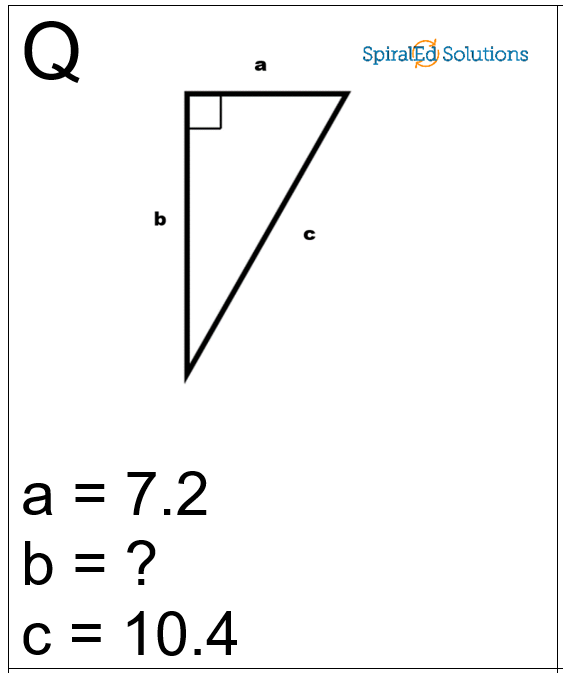 Q
SpiralEd Solutions
a
b
c
a = 7.2
b = ?
c = 10.4